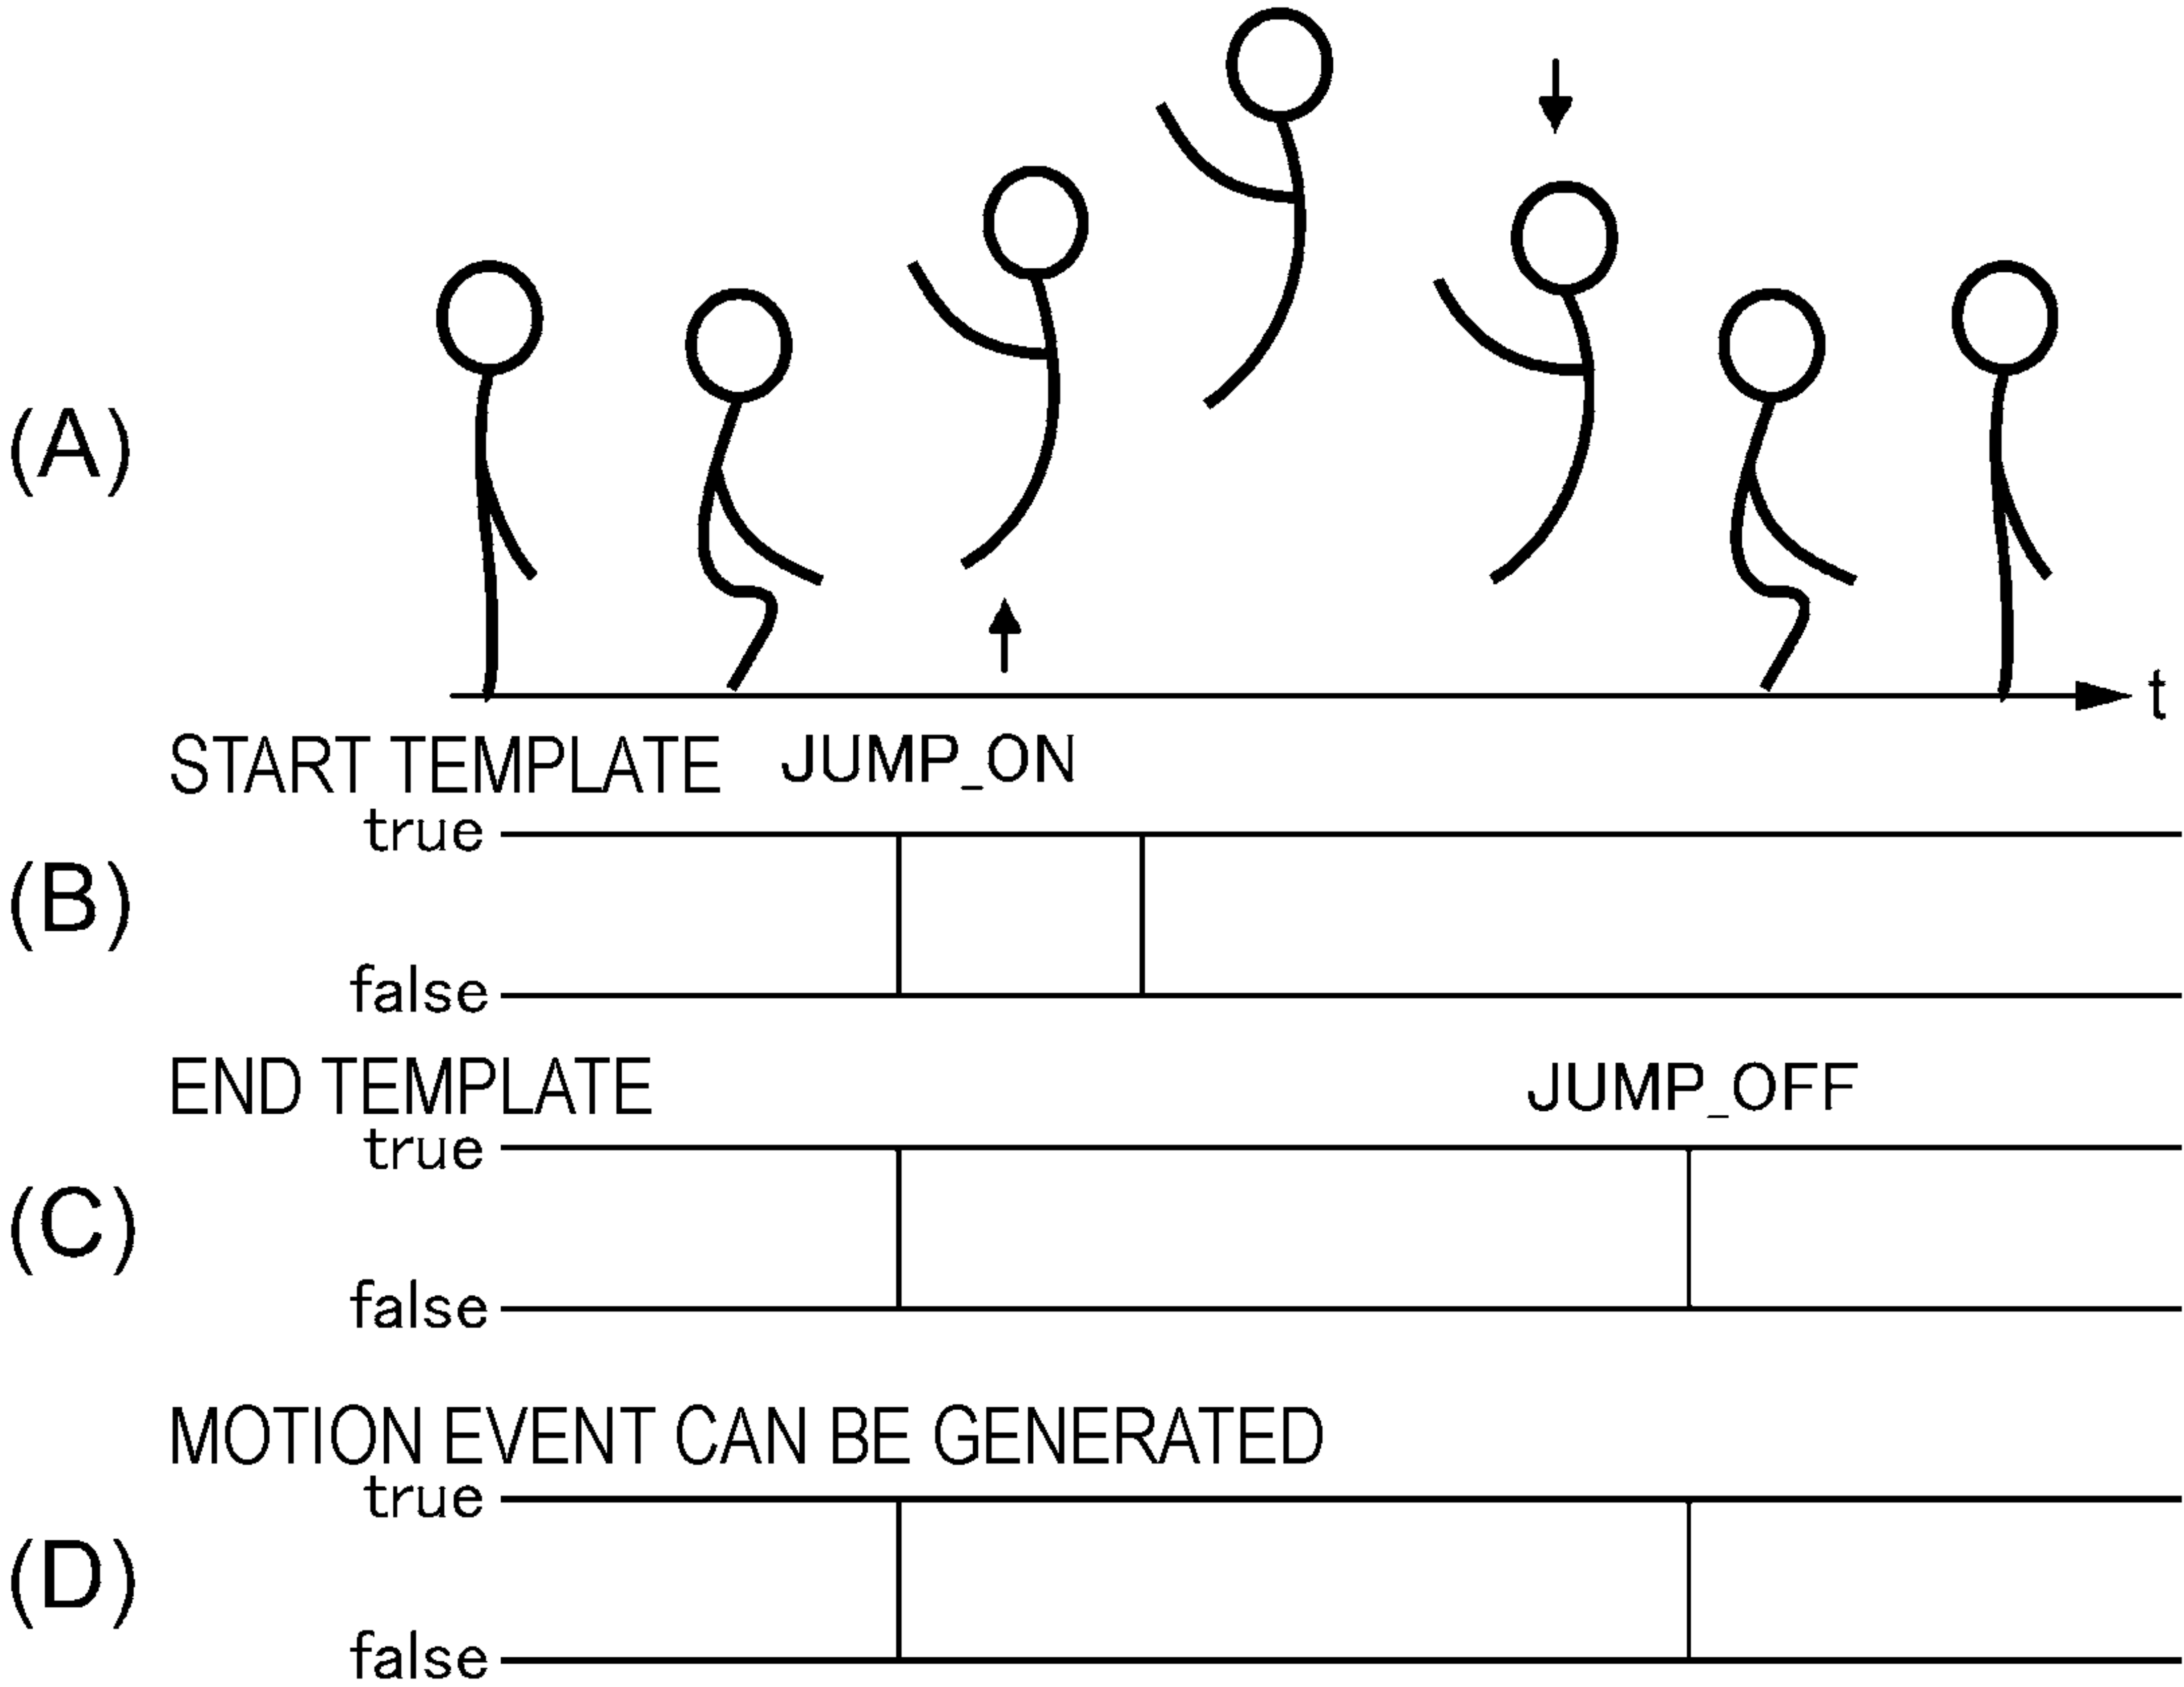 (A)
t
START TEMPLATE JUMP_ON
true
(B)
false
END TEMPLATE JUMP_OFF
true
(C)
false
MOTION EVENT CAN BE GENERATED
true
(D)
false